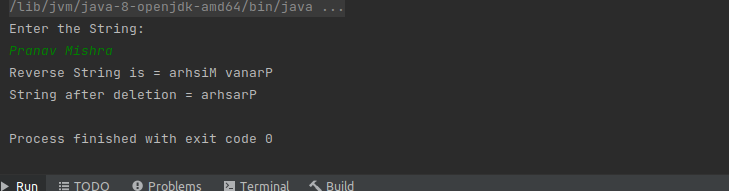 /lib/jvm/java-8-openjdk-amd64/bin/java ...
Enter the String:
Pranav Mishra
Reverse String is = arhsiM vanarP
String after deletion = arhsarP
Process finished with exit code 0
Run TODO Problems Terminal Build